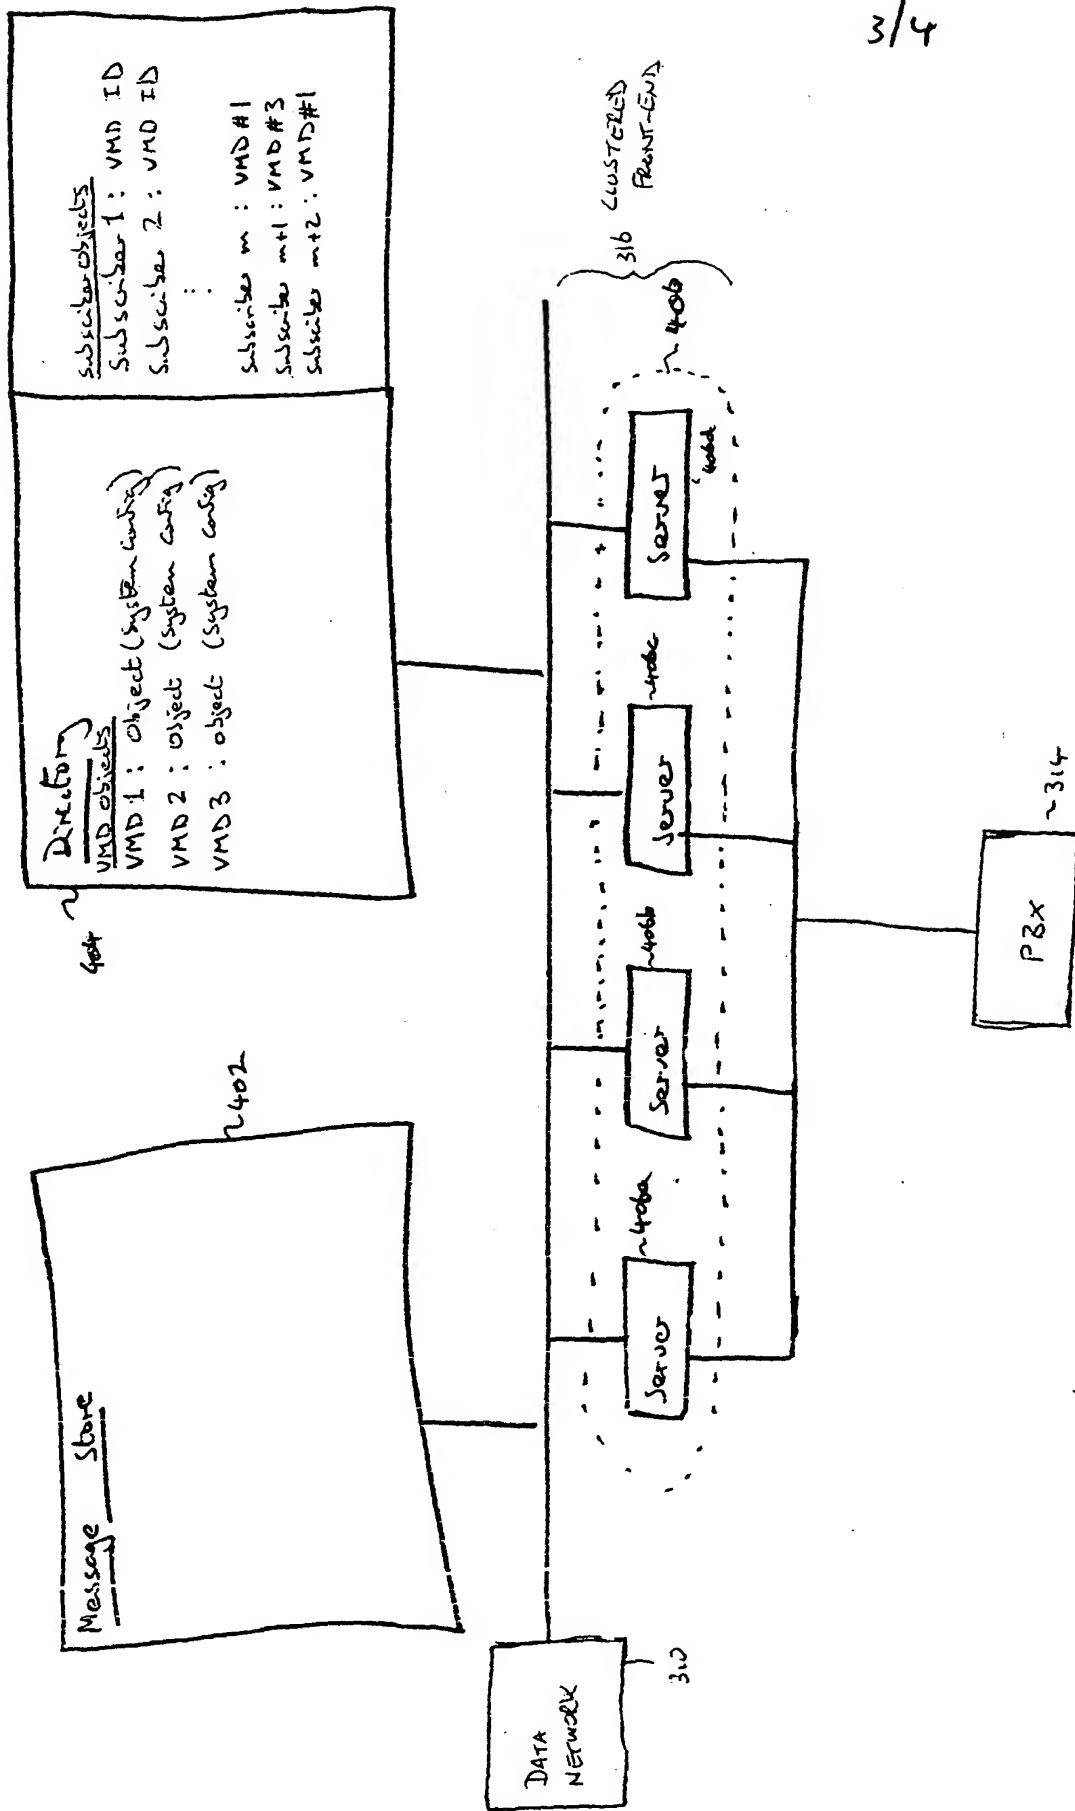 3/4
Message Store
~402
404 ~
Directory
VMD objects
VMD 1 : Object (System Config)
VMD 2 : object (System Config)
VMD 3 : object (System Config)
Subscriber objects
Subscriber 1 : VMD ID
Subscriber 2 : VMD ID
:
Subscriber m : VMD #1
Subscriber m+1 : VMD #3
Subscriber m+2 : VMD #1
DATA
NETWORK
310
Server
~406a
Server
~406b
Server
~406c
Server
406d
~406
316 CLUSTERED
FRONT-END
PBX
~314